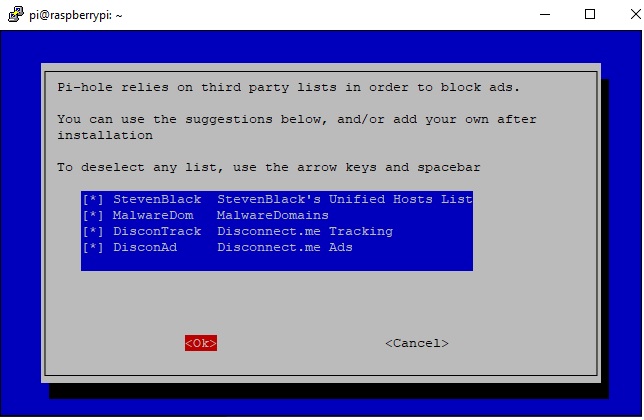 pi@raspberrypi: ~
Pi-hole relies on third party lists in order to block ads.
You can use the suggestions below, and/or add your own after
installation
To deselect any list, use the arrow keys and spacebar
[*] StevenBlack  StevenBlack's Unified Hosts List
[*] MalwareDom   MalwareDomains
[*] DisconTrack  Disconnect.me Tracking
[*] DisconAd     Disconnect.me Ads
<Ok>                     <Cancel>